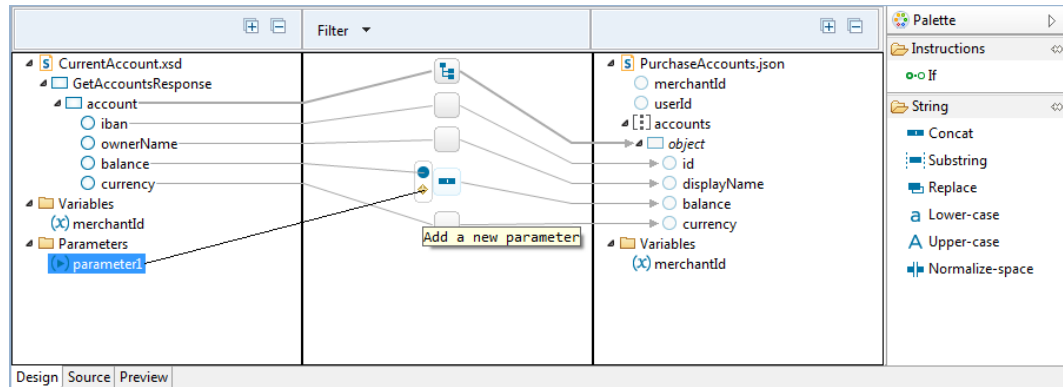 Filter
CurrentAccount.xsd
GetAccountsResponse
account
iban
ownerName
balance
currency
Variables
(x) merchantId
Parameters
parameter1
Add a new parameter
PurchaseAccounts.json
merchantId
userId
accounts
object
id
displayName
balance
currency
Variables
(x) merchantId
Palette
Instructions
If
String
Concat
Substring
Replace
a Lower-case
A Upper-case
Normalize-space
Design Source Preview